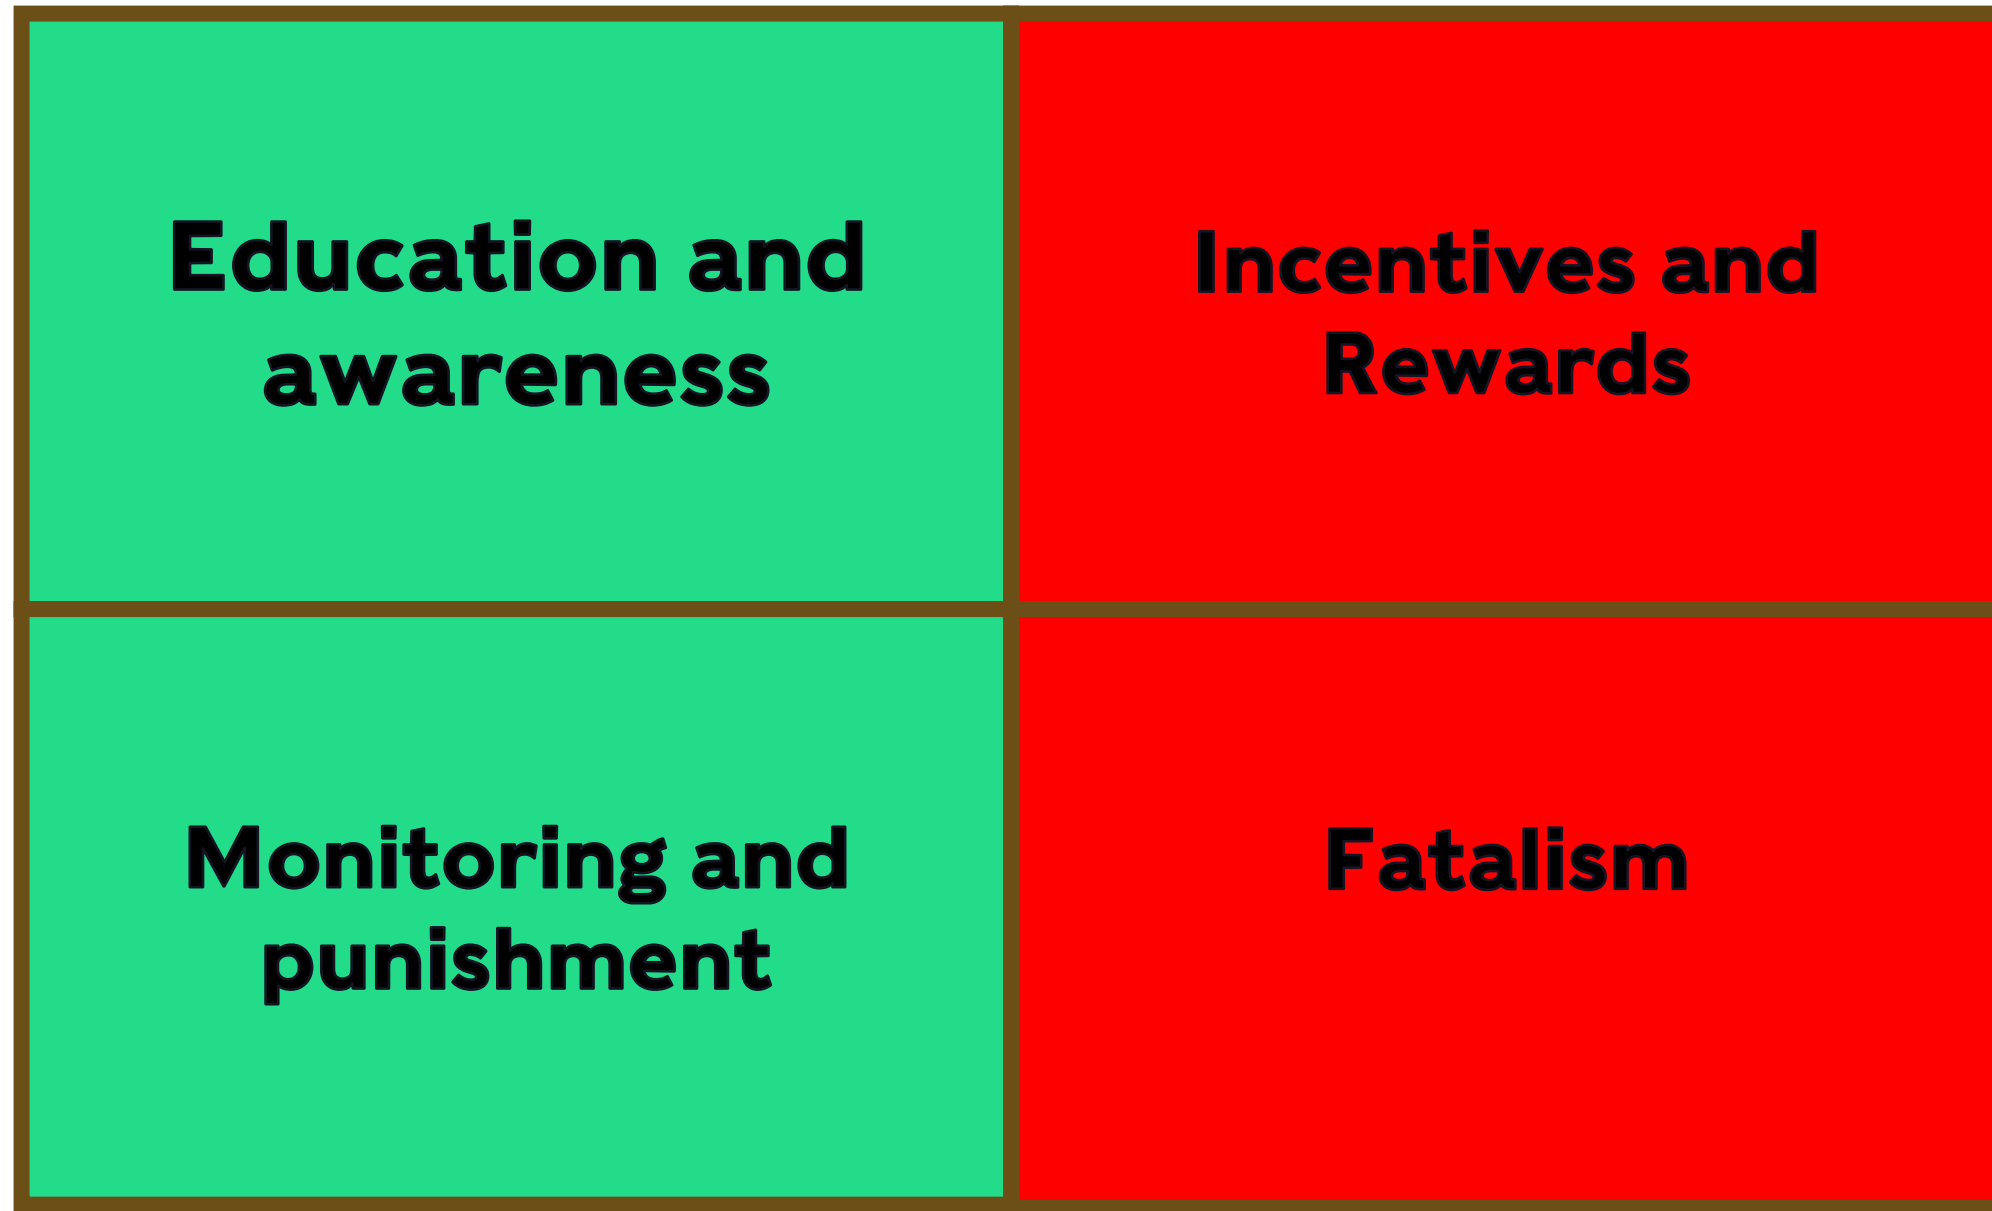 Education and
awareness
Incentives and
Rewards
Monitoring and
punishment
Fatalism